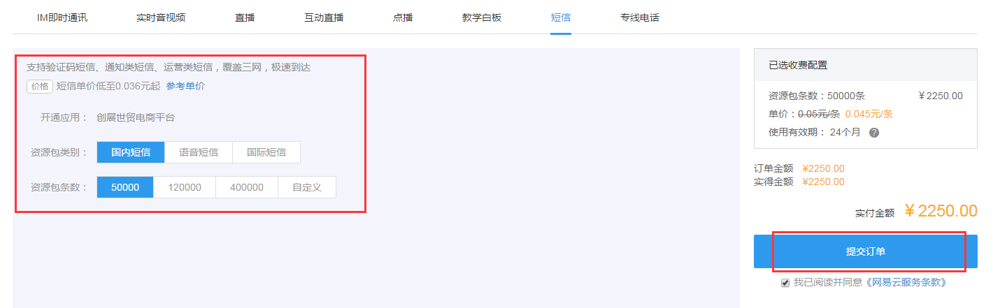 IM即时通讯 实时音视频 直播 互动直播 点播 教学白板 短信 专线电话
支持验证码短信、通知类短信、运营类短信，覆盖三网，极速到达
价格 短信单价低至0.036元起 参考单价
开通应用： 创展世贸电商平台
资源包类别： 国内短信 语音短信 国际短信
资源包条数： 50000 120000 400000 自定义
已选收费配置
资源包条数：50000条 ￥2250.00
单价：0.05元/条 0.045元/条
使用有效期： 24个月 ?
订单金额 ¥2250.00
实得金额 ¥2250.00
实付金额 ￥2250.00
提交订单
我已阅读并同意《网易云服务条款》